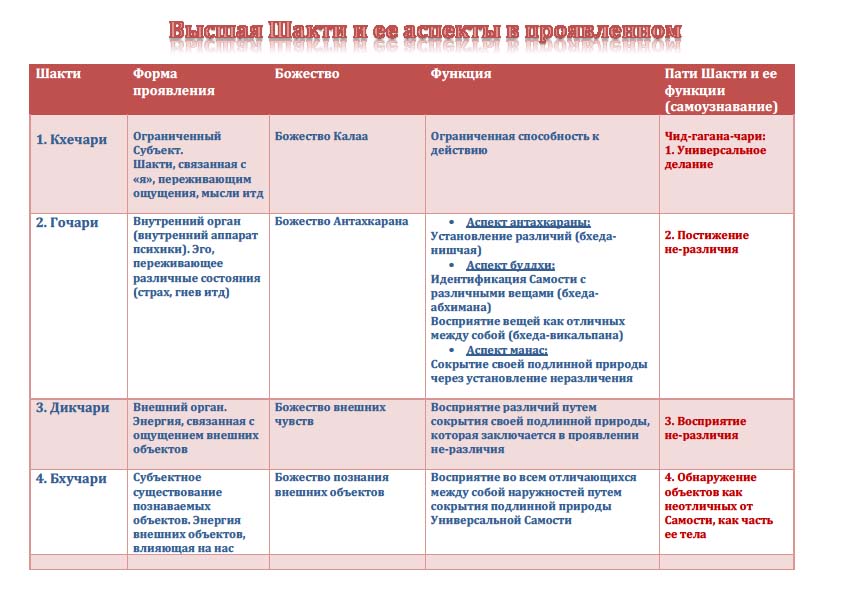 Высшая Шакти и ее аспекты в проявленном
Шакти
Форма
проявления
Божество
Функция
Пати Шакти и ее
функции
(самоузнавание)
1. Кхечари
Ограниченный
Субъект.
Шакти, связанная с
«я», переживающим
ощущения, мысли итд
Божество Калаа
Ограниченная способность к
действию
Чид-гагана-чари:
1. Универсальное
делание
2. Гочари
Внутренний орган
(внутренний аппарат
психики). Эго,
переживающее
различные состояния
(страх, гнев итд)
Божество Антахкарана
• Аспект антахкараны:
Установление различий (бхеда-
нишчая)
• Аспект буддхи:
Идентификация Самости с
различными вещами (бхеда-
абхимана)
Восприятие вещей как отличных
между собой (бхеда-викальпана)
• Аспект манас:
Сокрытие своей подлинной природы
через установление неразличения
2. Постижение
не-различия
3. Дикчари
Внешний орган.
Энергия, связанная с
ощущением внешних
объектов
Божество внешних
чувств
Восприятие различий путем
сокрытия своей подлинной природы,
которая заключается в проявлении
не-различия
3. Восприятие
не-различия
4. Бхучари
Субъектное
существование
познаваемых
объектов. Энергия
внешних объектов,
влияющая на нас
Божество познания
внешних объектов
Восприятие во всем отличающихся
между собой наружностей путем
сокрытия подлинной природы
Универсальной Самости
4. Обнаружение
объектов как
неотличных от
Самости, как часть
ее тела